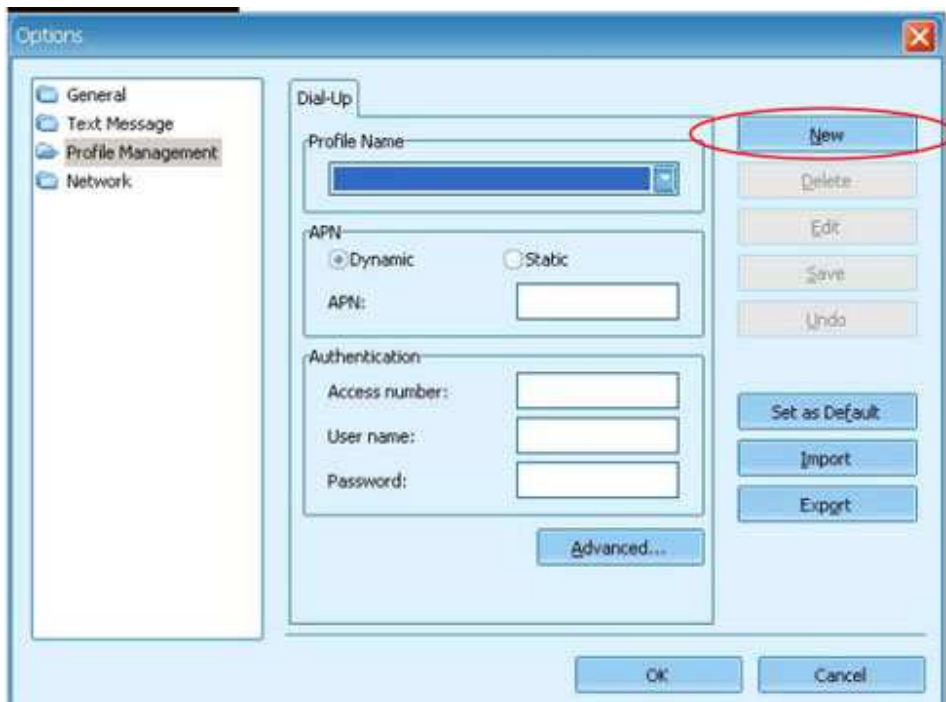 Options
General
Text Message
Profile Management
Network
Dial-Up
Profile Name
APN
Dynamic
Static
APN:
Authentication
Access number:
User name:
Password:
Advanced...
New
Delete
Edit
Save
Undo
Set as Default
Import
Export
OK
Cancel